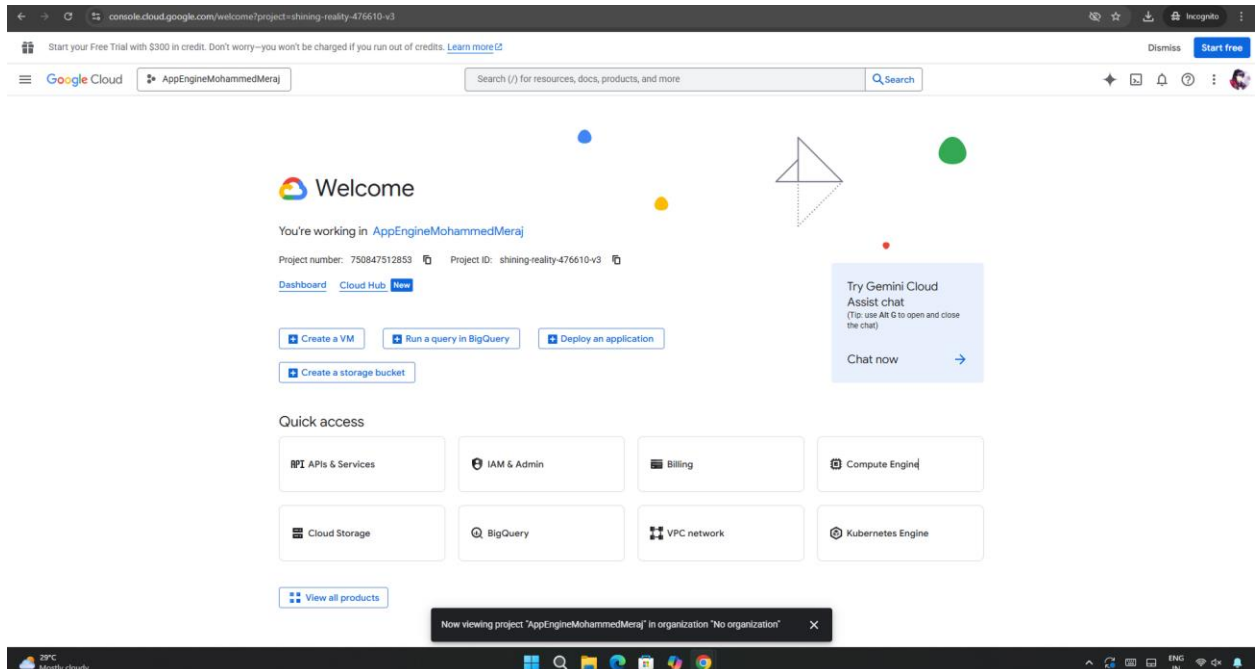 console.cloud.google.com/welcome?project=shining-reality-476610-v3
Incognito
Start your Free Trial with $300 in credit. Don't worry—you won't be charged if you run out of credits. Learn more
Dismiss
Start free
Google Cloud
AppEngineMohammedMeraj
Search (/) for resources, docs, products, and more
Search
Welcome
You're working in AppEngineMohammedMeraj
Project number: 750847512853
Project ID: shining-reality-476610-v3
Dashboard
Cloud Hub New
Create a VM
Run a query in BigQuery
Deploy an application
Create a storage bucket
Try Gemini Cloud
Assist chat
(Tip: use Alt G to open and close
the chat)
Chat now
Quick access
API APIs & Services
IAM & Admin
Billing
Compute Engine
Cloud Storage
BigQuery
VPC network
Kubernetes Engine
View all products
Now viewing project "AppEngineMohammedMeraj" in organization "No organization"
29°C
Mostly cloudy
ENG
IN